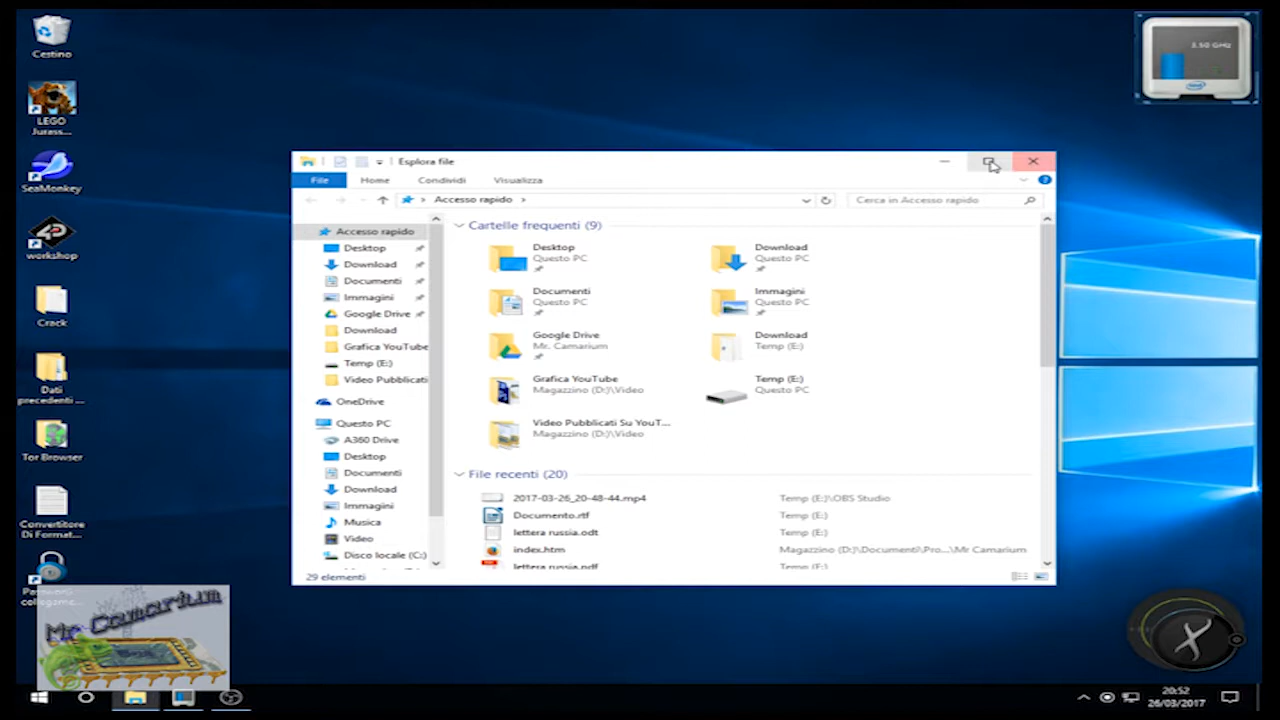 Cestino
LEGO
Jurass...
SeaMonkey
workshop
Crack
Dati
precedenti ...
Tor Browser
Convertitore
Di Format...
Mr Camarium
3.50 GHz
intel
Esplora file
File
Home
Condividi
Visualizza
Accesso rapido
Cerca in Accesso rapido
Accesso rapido
Desktop
Download
Documenti
Immagini
Google Drive
Download
Grafica YouTube
Temp (E:)
Video Pubblicati
OneDrive
Questo PC
A360 Drive
Desktop
Documenti
Download
Immagini
Musica
Video
Disco locale (C:)
Cartelle frequenti (9)
Desktop
Questo PC
Download
Questo PC
Documenti
Questo PC
Immagini
Questo PC
Google Drive
Mr. Camarium
Download
Temp (E:)
Grafica YouTube
Magazzino (D:)\Video
Temp (E:)
Questo PC
Video Pubblicati Su YouT...
Magazzino (D:)\Video
File recenti (20)
2017-03-26_20-48-44.mp4 Temp (E:)\OBS Studio
Documento.rtf Temp (E:)
lettera russia.odt Temp (E:)
index.htm Magazzino (D:)\Documenti\Pro...\Mr Camarium
lettera russia.pdf Temp (E:)
29 elementi
20:52
26/03/2017